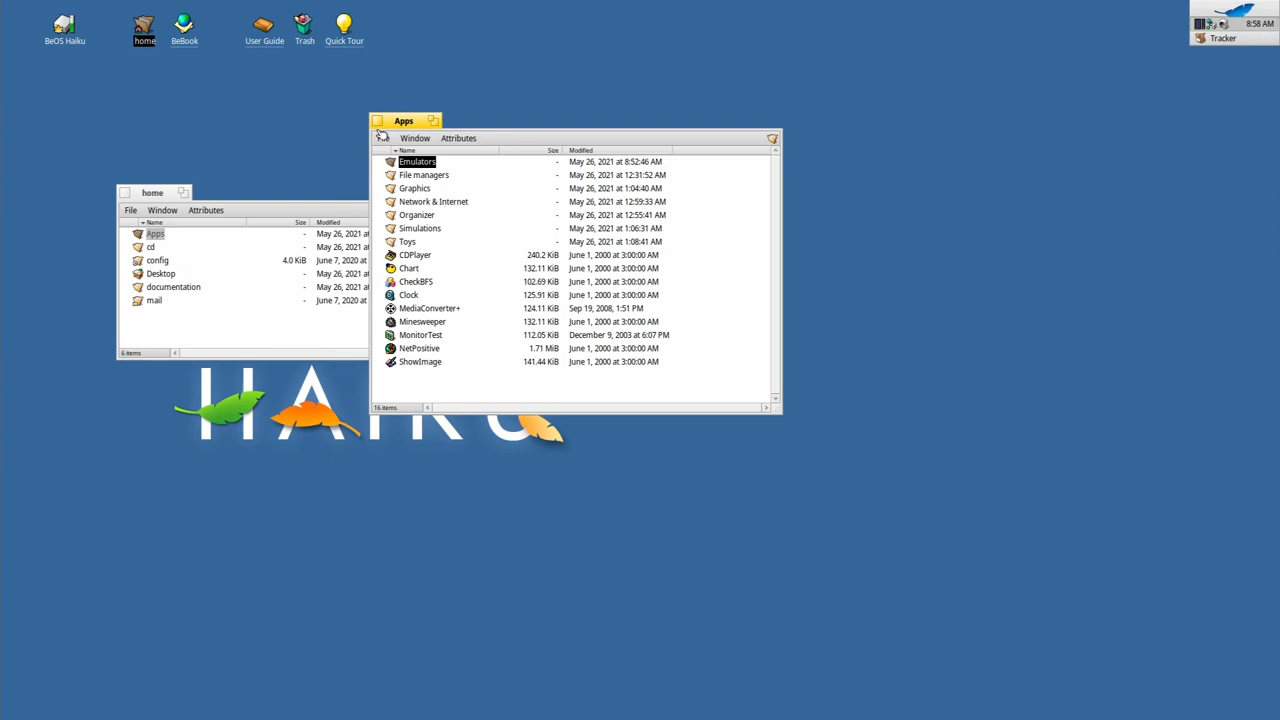 BeOS Haiku
home
BeBook
User Guide
Trash
Quick Tour
8:58 AM
Tracker
Apps
Window Attributes
Name Size Modified
Emulators - May 26, 2021 at 8:52:46 AM
File managers - May 26, 2021 at 12:31:52 AM
Graphics - May 26, 2021 at 1:04:40 AM
Network & Internet - May 26, 2021 at 12:59:33 AM
Organizer - May 26, 2021 at 12:55:41 AM
Simulations - May 26, 2021 at 1:06:31 AM
Toys - May 26, 2021 at 1:08:41 AM
CDPlayer 240.2 KiB June 1, 2000 at 3:00:00 AM
Chart 132.11 KiB June 1, 2000 at 3:00:00 AM
CheckBFS 102.69 KiB June 1, 2000 at 3:00:00 AM
Clock 125.91 KiB June 1, 2000 at 3:00:00 AM
MediaConverter+ 124.11 KiB Sep 19, 2008, 1:51 PM
Minesweeper 132.11 KiB June 1, 2000 at 3:00:00 AM
MonitorTest 112.05 KiB December 9, 2003 at 6:07 PM
NetPositive 1.71 MiB June 1, 2000 at 3:00:00 AM
ShowImage 141.44 KiB June 1, 2000 at 3:00:00 AM
16 items
home
File Window Attributes
Name Size Modified
Apps - May 26, 2021 at
cd - May 26, 2021 at
config 4.0 KiB June 7, 2020 at
Desktop - May 26, 2021 at
documentation - May 26, 2021 at
mail - June 7, 2020 at
6 items
HAIKU